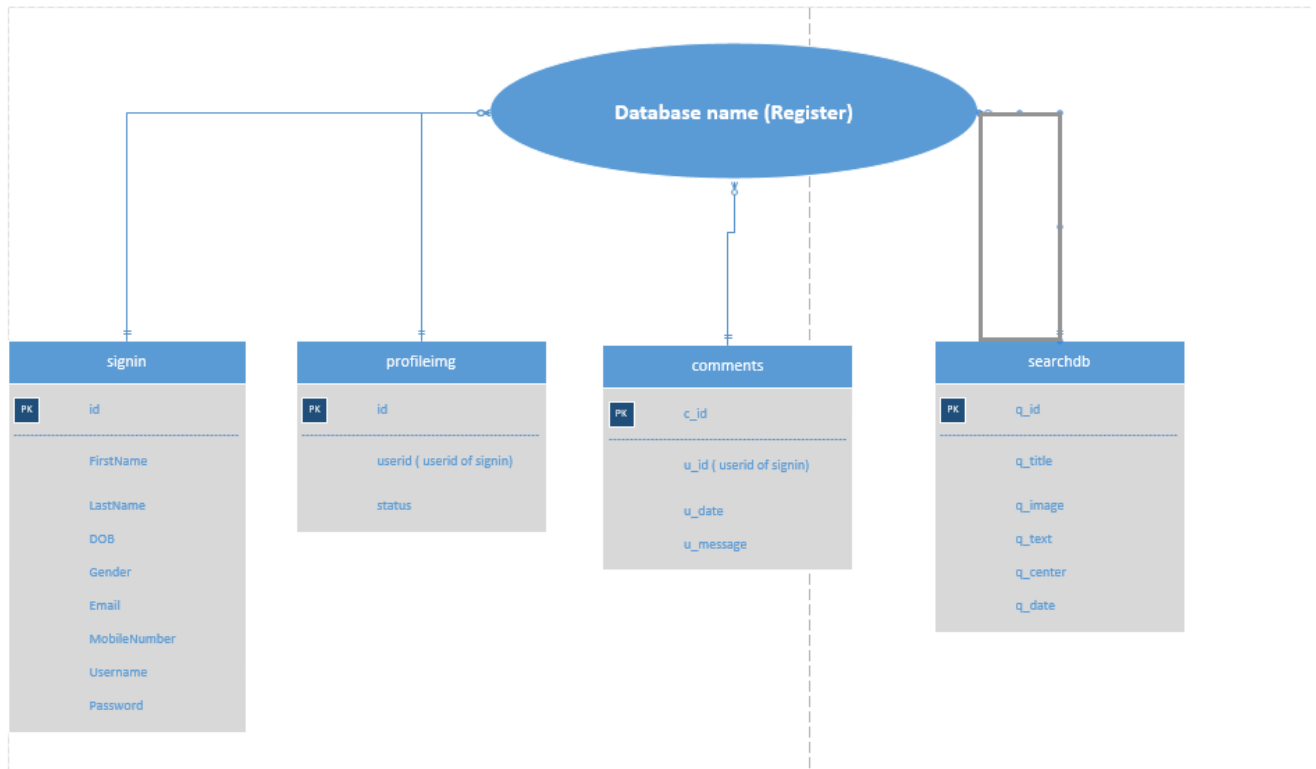 Database name (Register)
signin
PK id
FirstName
LastName
DOB
Gender
Email
MobileNumber
Username
Password
profileimg
PK id
userid ( userid of signin)
status
comments
PK c_id
u_id ( userid of signin)
u_date
u_message
searchdb
PK q_id
q_title
q_image
q_text
q_center
q_date